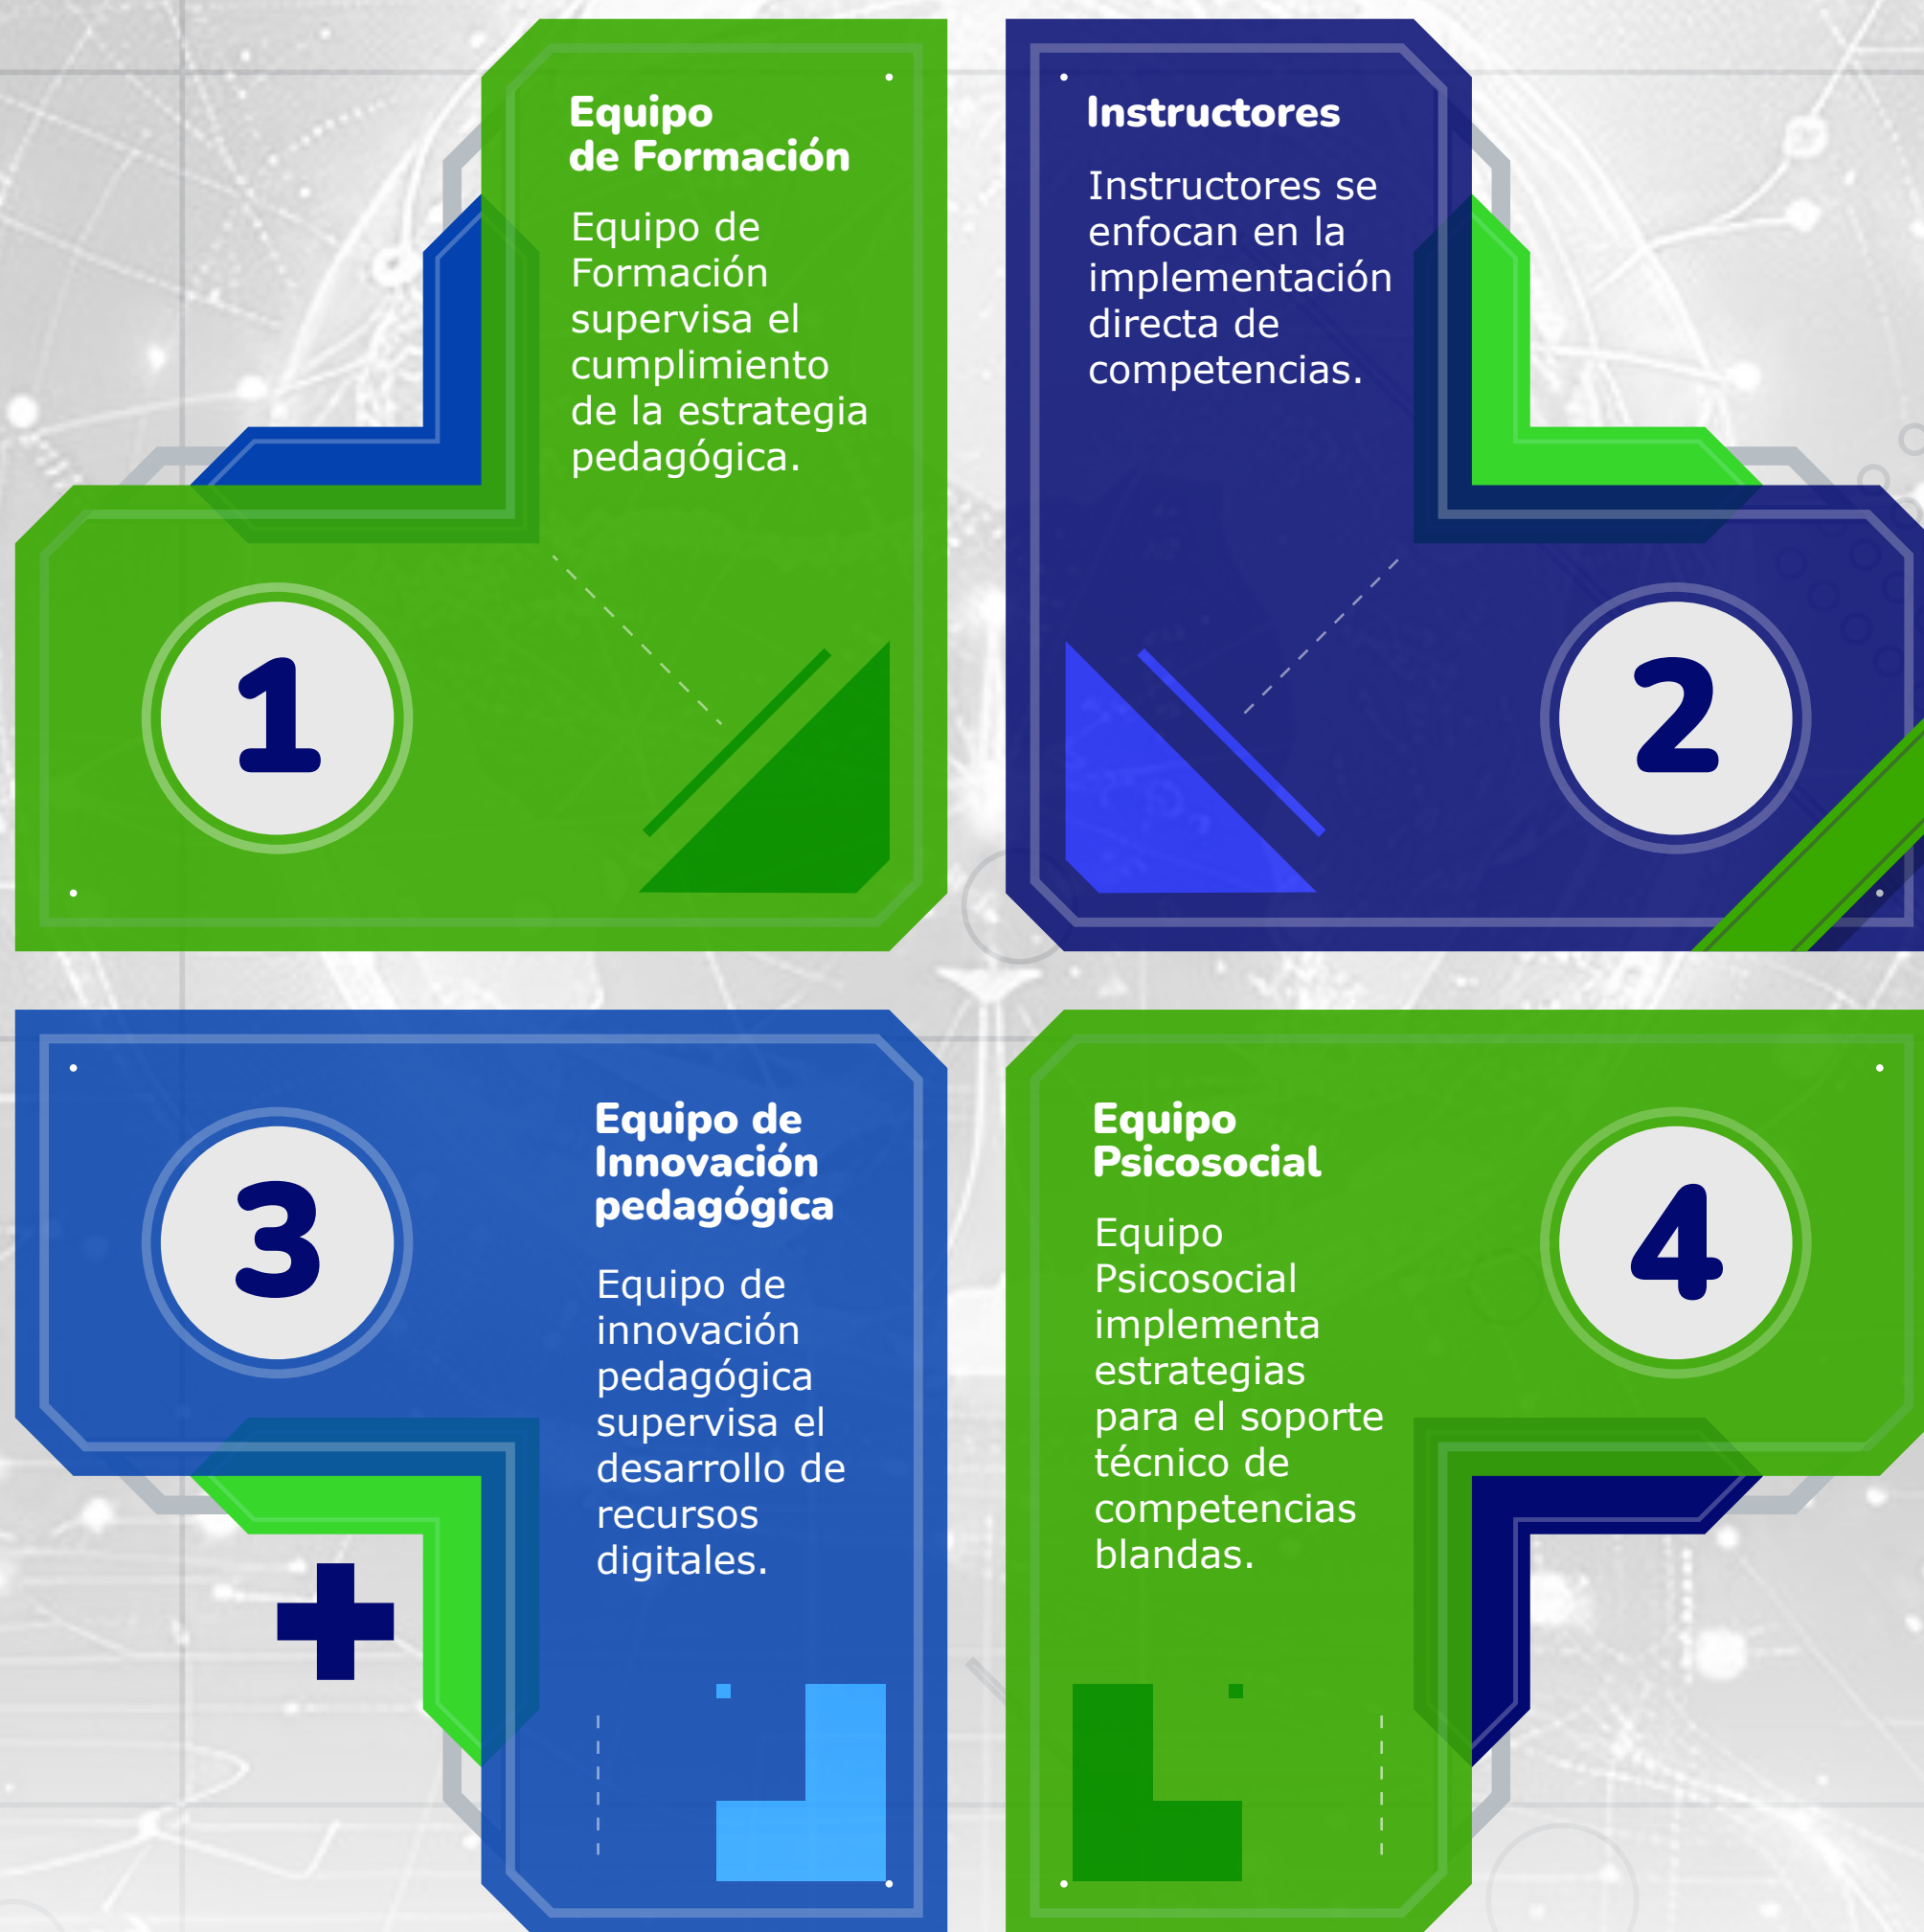 Equipo
de Formación
Equipo de
Formación
supervisa el
cumplimiento
de la estrategia
pedagógica.
1
Instructores
Instructores se
enfocan en la
implementación
directa de
competencias.
2
3
Equipo de
Innovación
pedagógica
Equipo de
innovación
pedagógica
supervisa el
desarrollo de
recursos
digitales.
Equipo
Psicosocial
Equipo
Psicosocial
implementa
estrategias
para el soporte
técnico de
competencias
blandas.
4